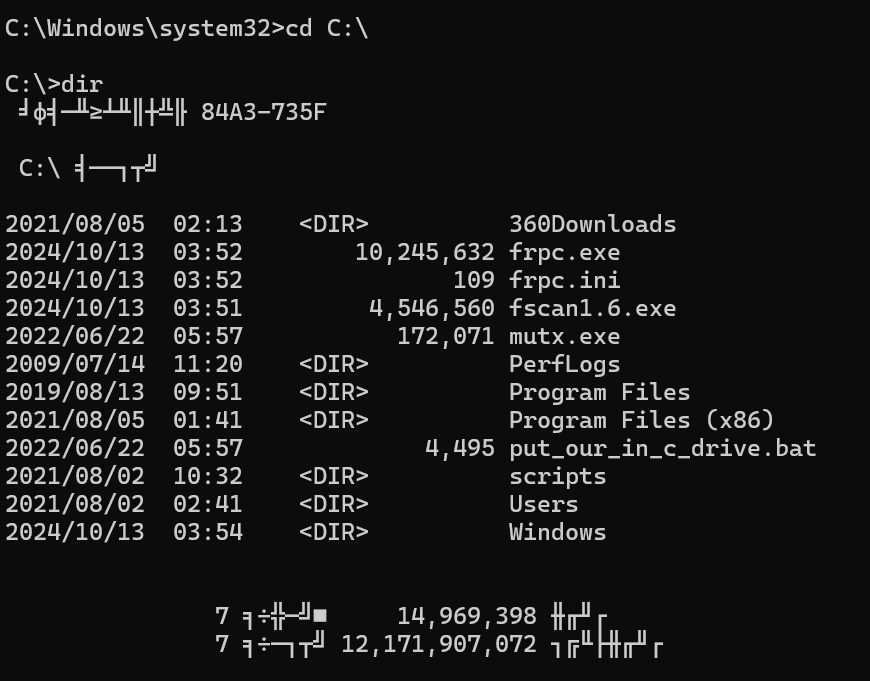 C:\Windows\system32>cd C:\
C:\>dir
84A3-735F
C:\
2021/08/05 02:13 <DIR> 360Downloads
2024/10/13 03:52 10,245,632 frpc.exe
2024/10/13 03:52 109 frpc.ini
2024/10/13 03:51 4,546,560 fscan1.6.exe
2022/06/22 05:57 172,071 mutx.exe
2009/07/14 11:20 <DIR> PerfLogs
2019/08/13 09:51 <DIR> Program Files
2021/08/05 01:41 <DIR> Program Files (x86)
2022/06/22 05:57 4,495 put_our_in_c_drive.bat
2021/08/02 10:32 <DIR> scripts
2021/08/02 02:41 <DIR> Users
2024/10/13 03:54 <DIR> Windows
7 14,969,398
7 12,171,907,072